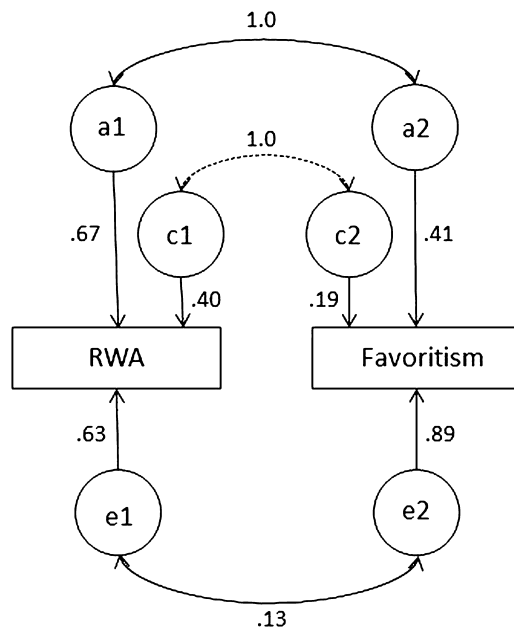 1.0
a1
a2
1.0
c1
c2
.67
.41
.40
.19
RWA
Favoritism
.63
.89
e1
e2
.13